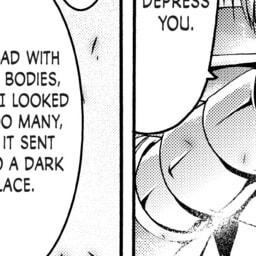 DEPRESS
YOU.
AD WITH
BODIES,
I LOOKED
O MANY,
IT SENT
A DARK
LACE.